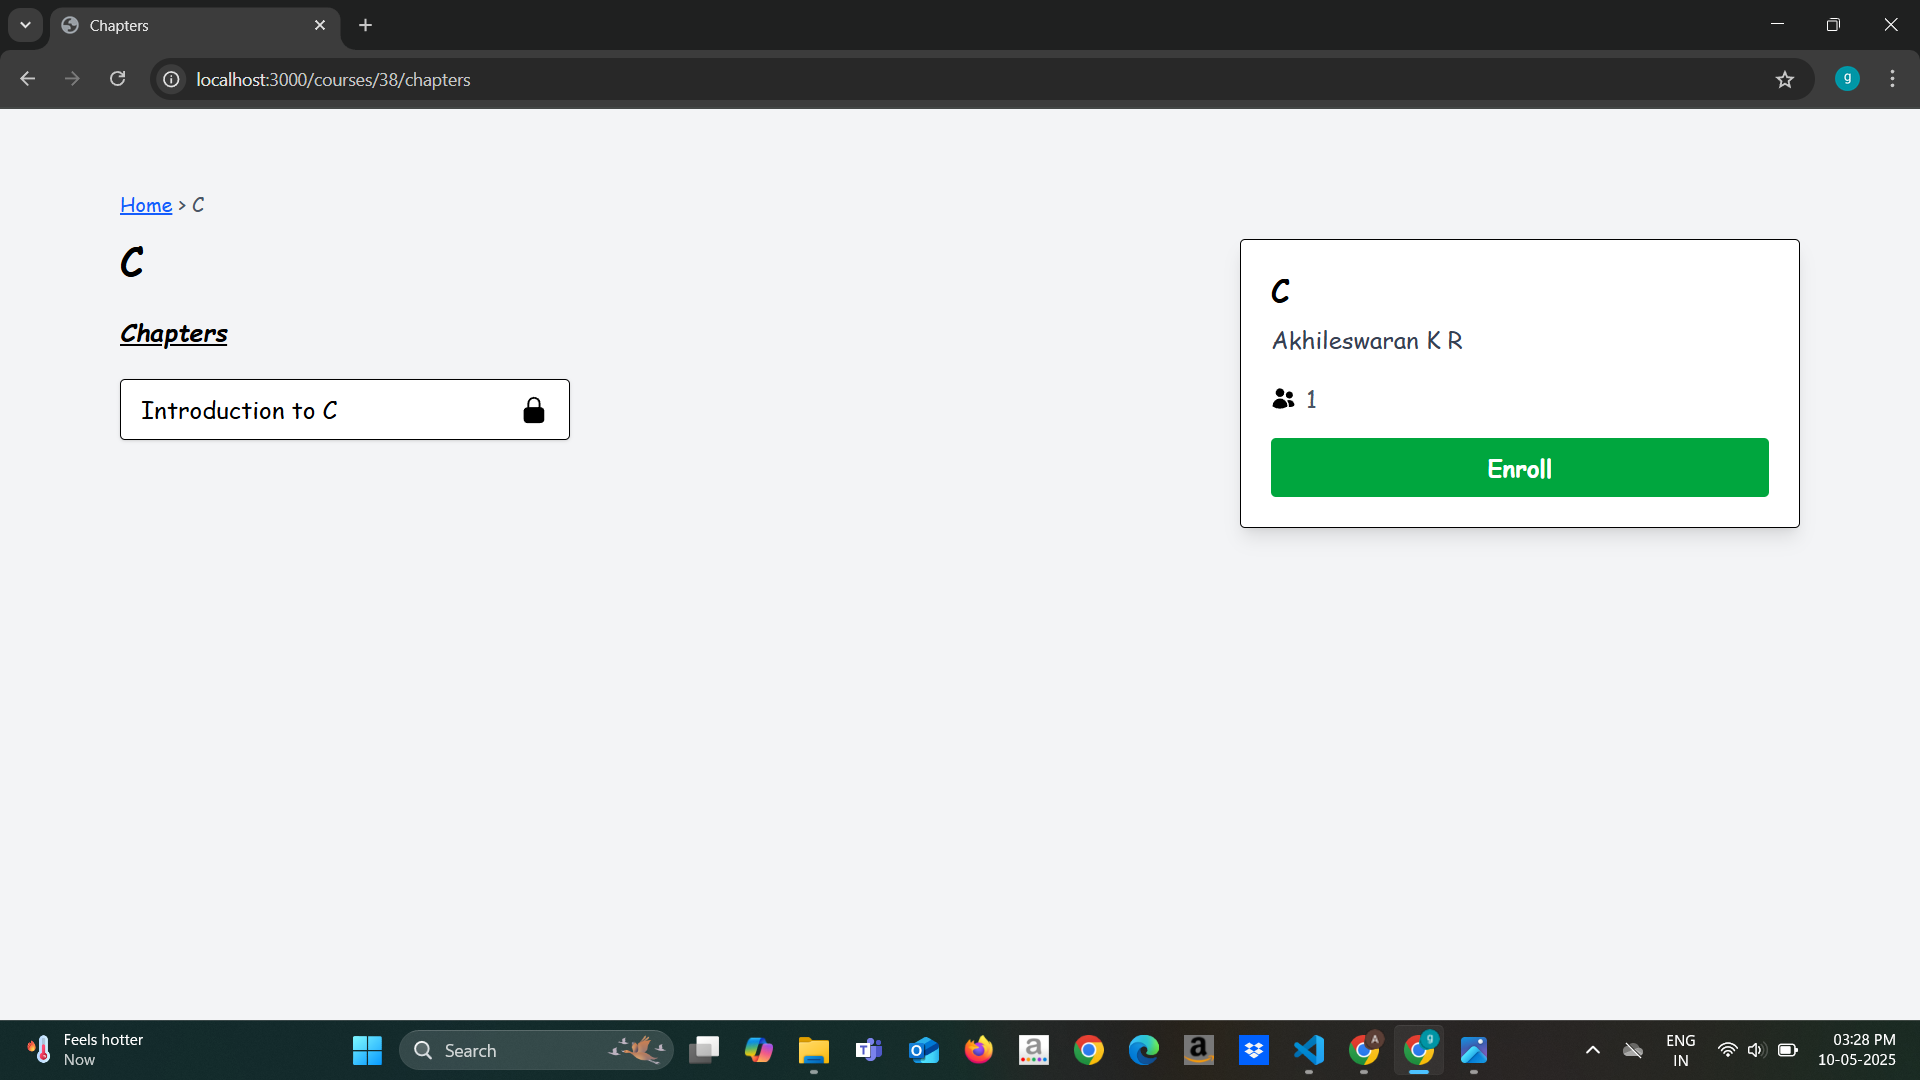 Chapters
localhost:3000/courses/38/chapters
g
Home > C
C
Chapters
Introduction to C
C
Akhileswaran K R
1
Enroll
Feels hotter
Now
Search
A
g
ENG
IN
03:28 PM
10-05-2025